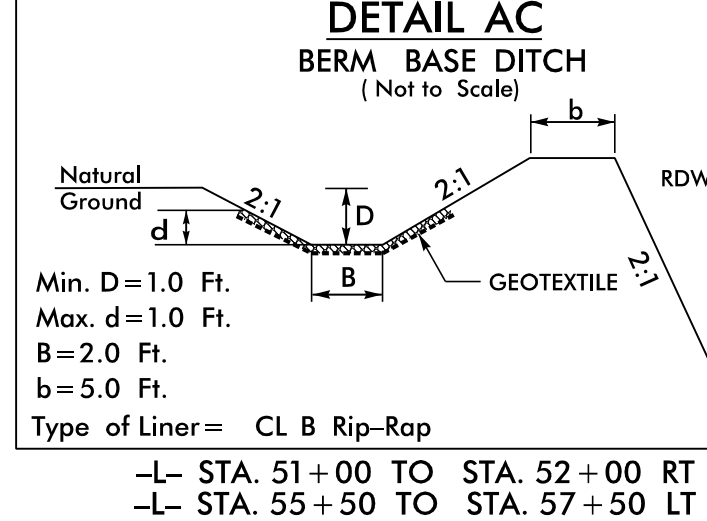 DETAIL AC
BERM BASE DITCH
( Not to Scale)
b
Natural
Ground
2:1
D
2:1
RDW
d
2:1
B
GEOTEXTILE
Min. D=1.0 Ft.
Max. d=1.0 Ft.
B=2.0 Ft.
b=5.0 Ft.
Type of Liner= CL B Rip-Rap
-L- STA. 51+00 TO STA. 52+00 RT
-L- STA. 55+50 TO STA. 57+50 LT